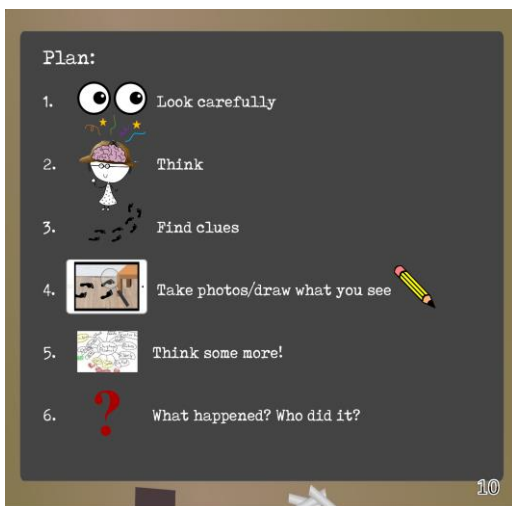 Plan:
1. Look carefully
2. Think
3. Find clues
4. Take photos/draw what you see
5. Think some more!
6. What happened? Who did it?
10